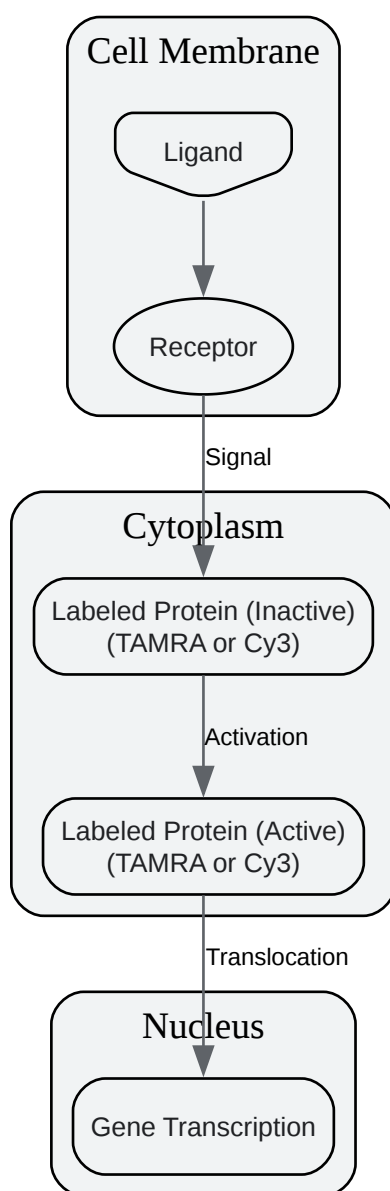 Cell Membrane
Ligand
Receptor
Signal
Cytoplasm
Labeled Protein (Inactive)
(TAMRA or Cy3)
Activation
Labeled Protein (Active)
(TAMRA or Cy3)
Translocation
Nucleus
Gene Transcription